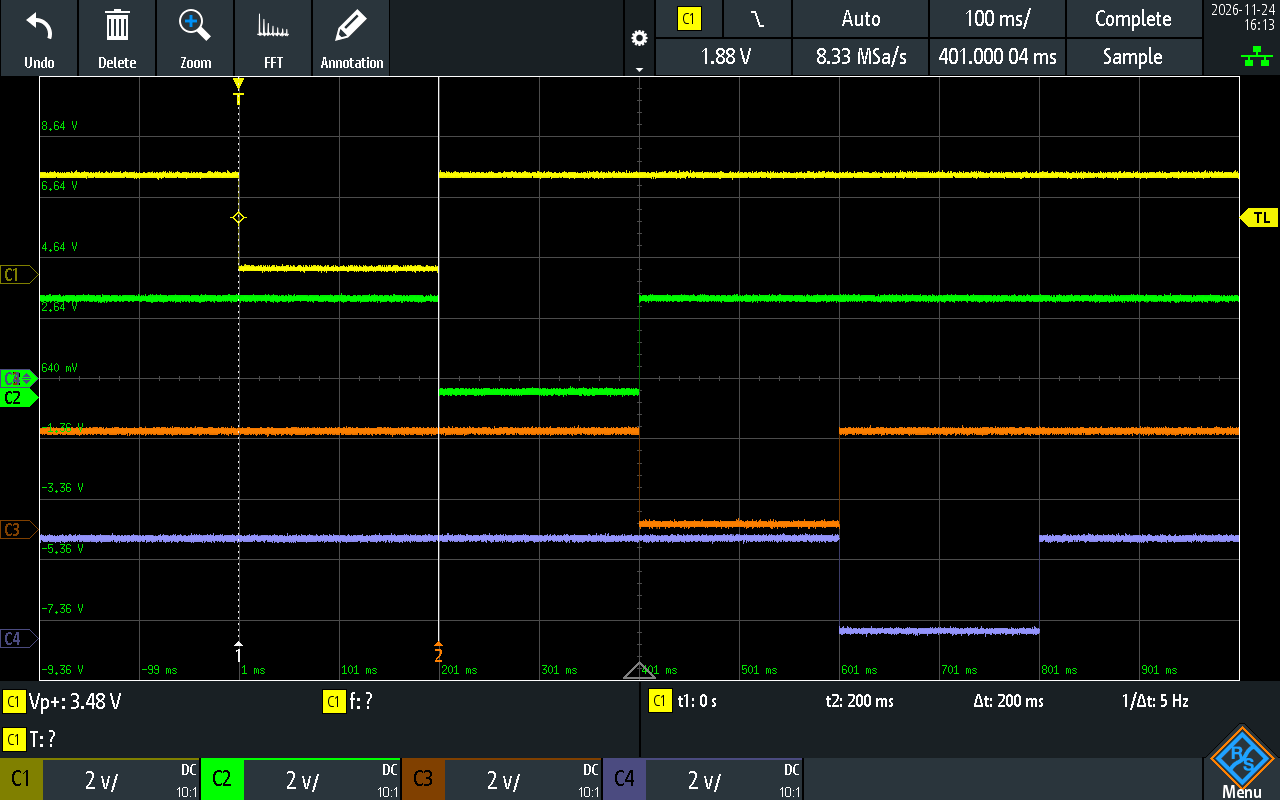 Undo
Delete
Zoom
FFT
Annotation
C1
Auto
100 ms/
Complete
2026-11-24
16:13
1.88 V
8.33 MSa/s
401.000 04 ms
Sample
T
8.64 V
6.64 V
TL
4.64 V
C1
2.64 V
640 mV
C2
-1.36 V
-3.36 V
C3
-5.36 V
-7.36 V
C4
1
2
-9.36 V
-99 ms
1 ms
101 ms
201 ms
301 ms
401 ms
501 ms
601 ms
701 ms
801 ms
901 ms
C1 Vp+: 3.48 V
C1 f: ?
C1 t1: 0 s
t2: 200 ms
Δt: 200 ms
1/Δt: 5 Hz
C1 T: ?
C1 2 v/ DC 10:1
C2 2 v/ DC 10:1
C3 2 v/ DC 10:1
C4 2 v/ DC 10:1
R S
Menu